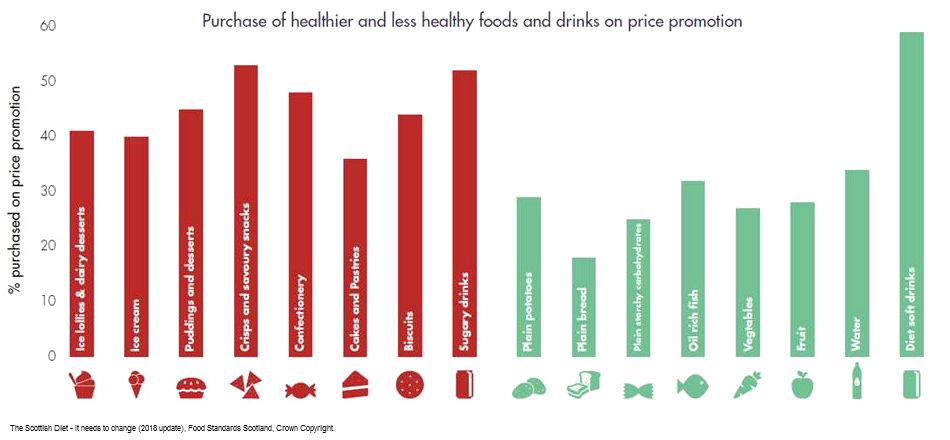 Purchase of healthier and less healthy foods and drinks on price promotion
% purchased on price promotion
60
50
40
30
20
10
0
Ice lollies & dairy desserts
Ice cream
Puddings and desserts
Crisps and savoury snacks
Confectionery
Cakes and Pastries
Biscuits
Sugary drinks
Plain potatoes
Plain bread
Plain starchy carbohydrates
Oil rich fish
Vegtables
Fruit
Water
Diet soft drinks
The Scottish Diet - it needs to change (2018 update), Food Standards Scotland, Crown Copyright.